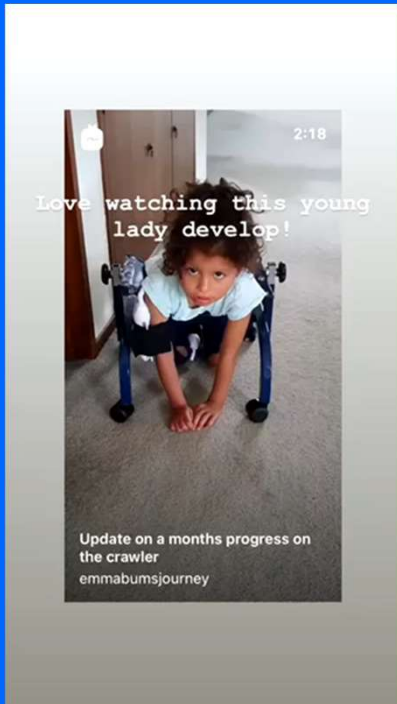 2:18
Love watching this young
lady develop!
Update on a months progress on
the crawler
emmabumsjourney